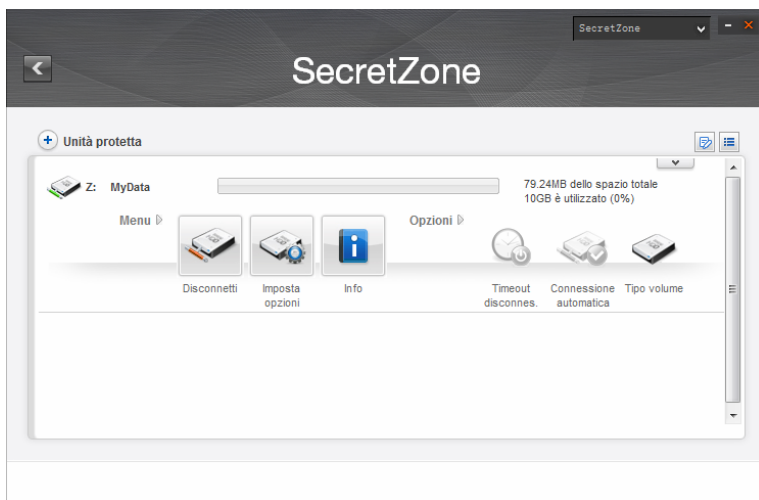 SecretZone
SecretZone
Unità protetta
Z: MyData
79.24MB dello spazio totale
10GB è utilizzato (0%)
Menu
Opzioni
Disconnetti
Imposta
opzioni
Info
Timeout
disconnes.
Connessione
automatica
Tipo volume